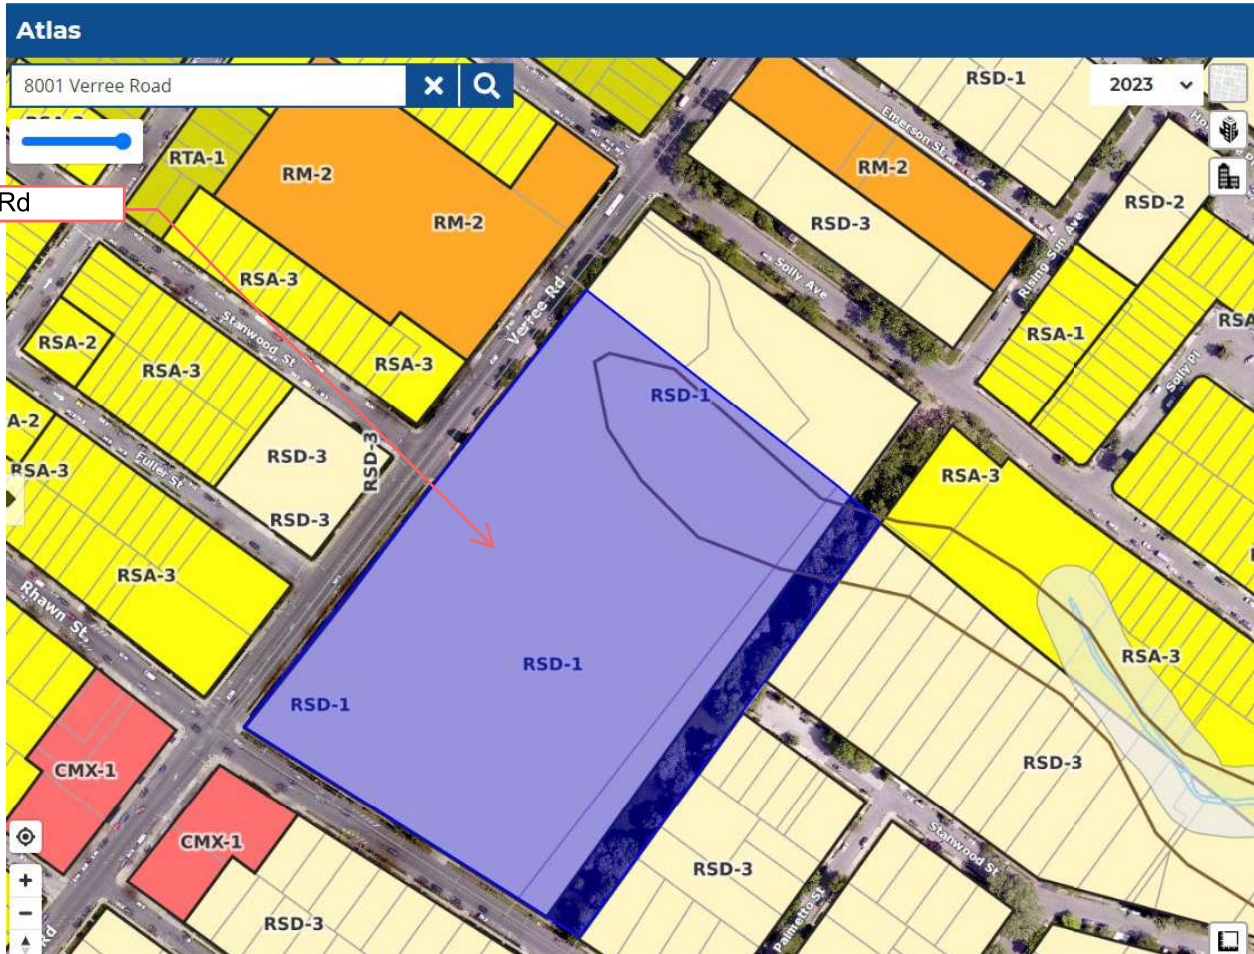 Atlas
8001 Verree Road
2023
RSD-1
RTA-1
RM-2
Emerson St
RM-2
Rd
RSD-2
RM-2
RSD-3
Rising Sun Ave
Solly Ave
RSA-3
Verree Rd
Stanwood St
RSA-3
RSA-1
RSA-2
RSA-3
Solly Pl
RSD-1
A-2
RSD-3
RSD-3
RSA-3
Fuller St
RSA-3
RSD-3
RSA-3
Rhawn St
RSD-1
RSA-3
RSD-1
CMX-1
RSD-3
CMX-1
Stanwood St
RSD-3
Palmetto St
RSD-3
Rd